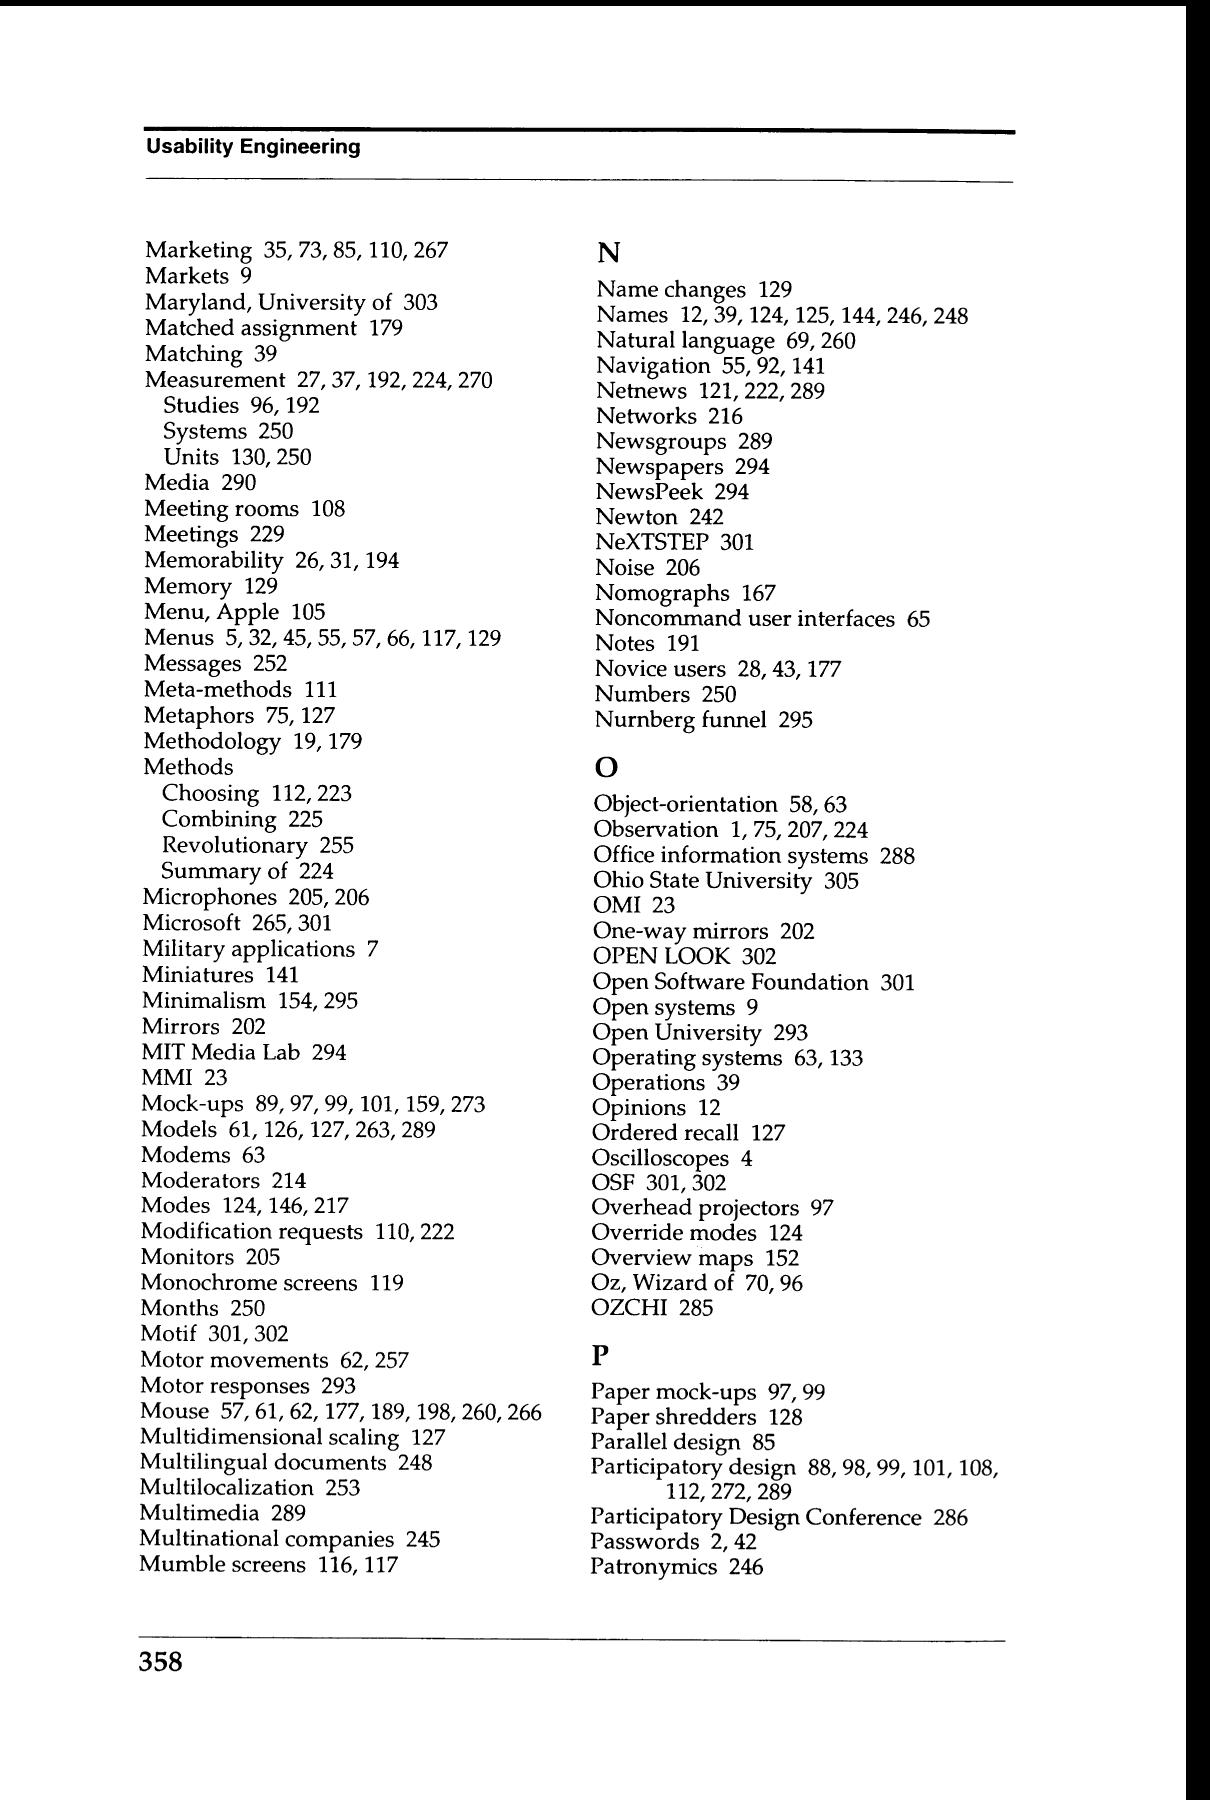 Usability Engineering
Marketing 35, 73, 85, 110, 267
Markets 9
Maryland, University of 303
Matched assignment 179
Matching 39
Measurement 27, 37, 192, 224, 270
Studies 96, 192
Systems 250
Units 130, 250
Media 290
Meeting rooms 108
Meetings 229
Memorability 26, 31, 194
Memory 129
Menu, Apple 105
Menus 5, 32, 45, 55, 57, 66, 117, 129
Messages 252
Meta-methods 111
Metaphors 75, 127
Methodology 19, 179
Methods
Choosing 112, 223
Combining 225
Revolutionary 255
Summary of 224
Microphones 205, 206
Microsoft 265, 301
Military applications 7
Miniatures 141
Minimalism 154, 295
Mirrors 202
MIT Media Lab 294
MMI 23
Mock-ups 89, 97, 99, 101, 159, 273
Models 61, 126, 127, 263, 289
Modems 63
Moderators 214
Modes 124, 146, 217
Modification requests 110, 222
Monitors 205
Monochrome screens 119
Months 250
Motif 301, 302
Motor movements 62, 257
Motor responses 293
Mouse 57, 61, 62, 177, 189, 198, 260, 266
Multidimensional scaling 127
Multilingual documents 248
Multilocalization 253
Multimedia 289
Multinational companies 245
Mumble screens 116, 117
N
Name changes 129
Names 12, 39, 124, 125, 144, 246, 248
Natural language 69, 260
Navigation 55, 92, 141
Netnews 121, 222, 289
Networks 216
Newsgroups 289
Newspapers 294
NewsPeek 294
Newton 242
NeXTSTEP 301
Noise 206
Nomographs 167
Noncommand user interfaces 65
Notes 191
Novice users 28, 43, 177
Numbers 250
Nurnberg funnel 295
O
Object-orientation 58, 63
Observation 1, 75, 207, 224
Office information systems 288
Ohio State University 305
OMI 23
One-way mirrors 202
OPEN LOOK 302
Open Software Foundation 301
Open systems 9
Open University 293
Operating systems 63, 133
Operations 39
Opinions 12
Ordered recall 127
Oscilloscopes 4
OSF 301, 302
Overhead projectors 97
Override modes 124
Overview maps 152
Oz, Wizard of 70, 96
OZCHI 285
P
Paper mock-ups 97, 99
Paper shredders 128
Parallel design 85
Participatory design 88, 98, 99, 101, 108,
112, 272, 289
Participatory Design Conference 286
Passwords 2, 42
Patronymics 246
358